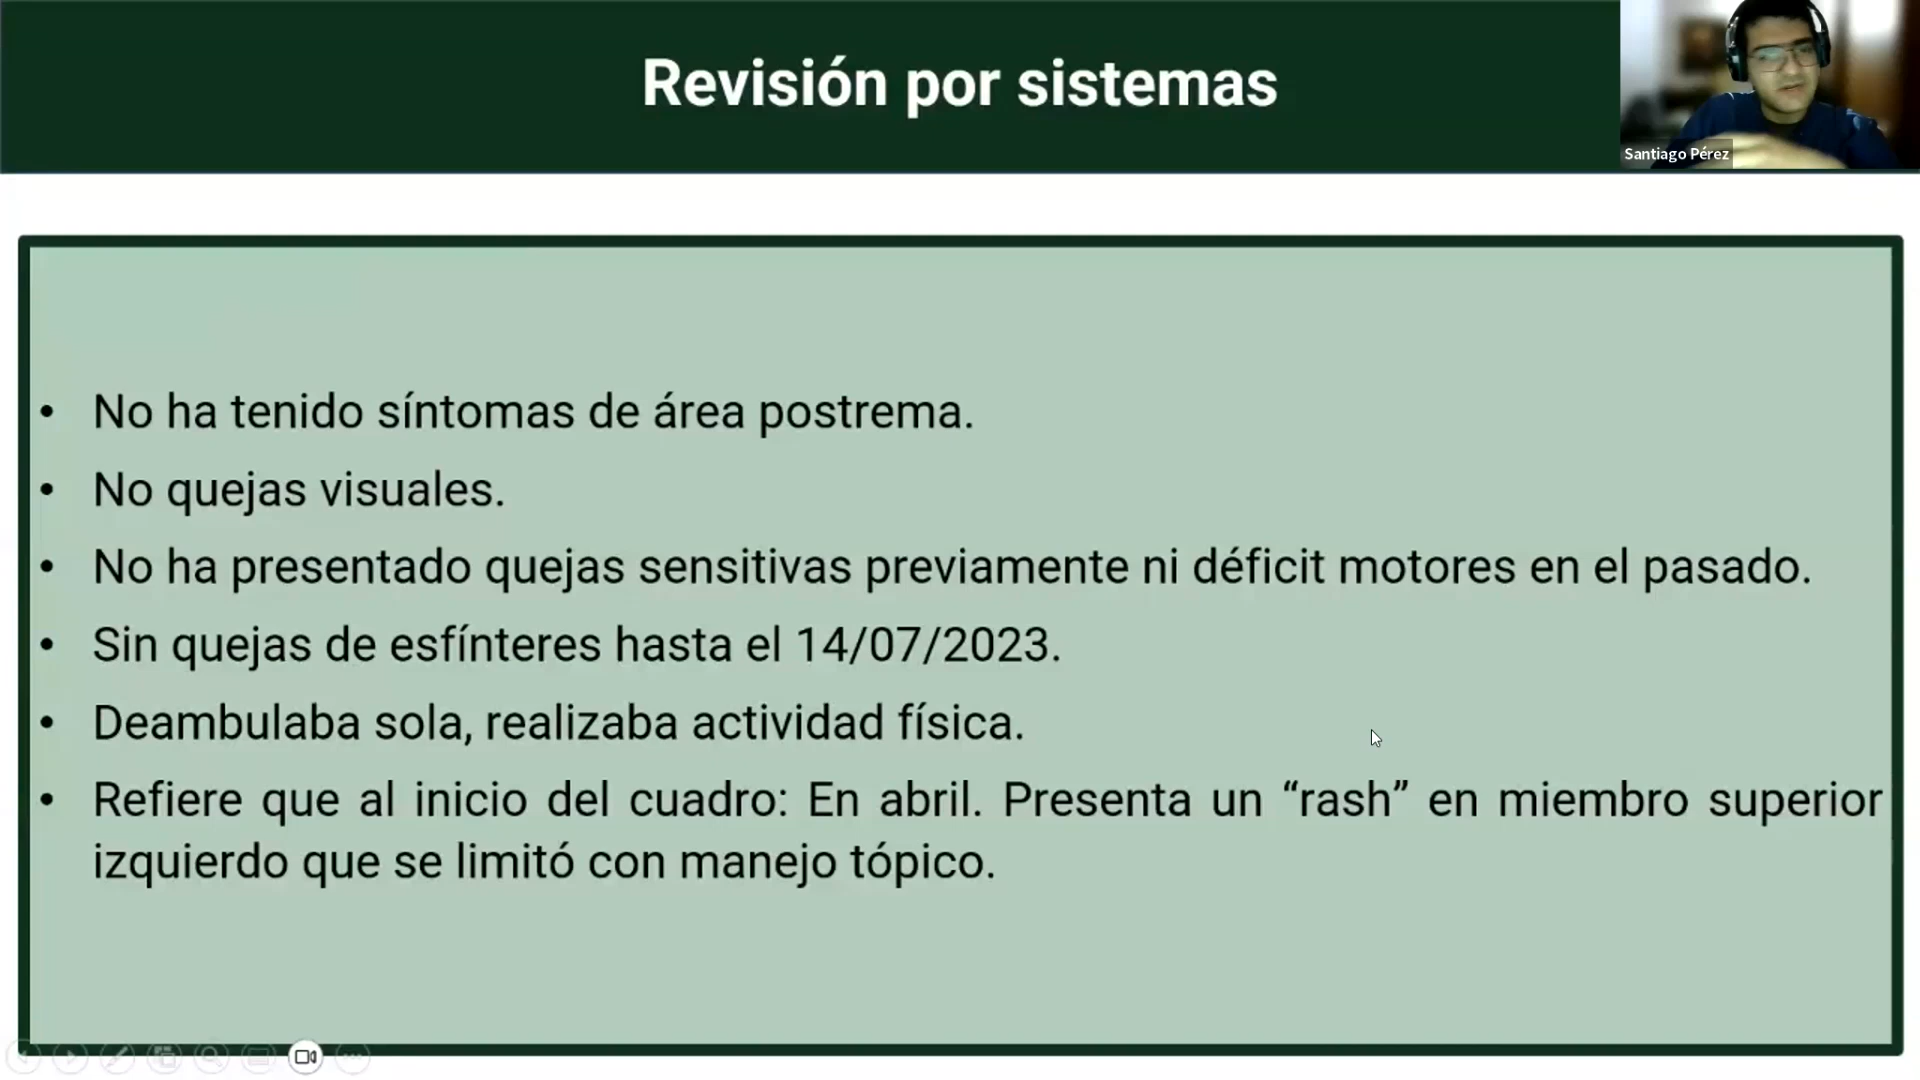 Revisión por sistemas
Santiago Pérez
• No ha tenido síntomas de área postrema.
• No quejas visuales.
• No ha presentado quejas sensitivas previamente ni déficit motores en el pasado.
• Sin quejas de esfínteres hasta el 14/07/2023.
• Deambulaba sola, realizaba actividad física.
• Refiere que al inicio del cuadro: En abril. Presenta un “rash” en miembro superior
izquierdo que se limitó con manejo tópico.